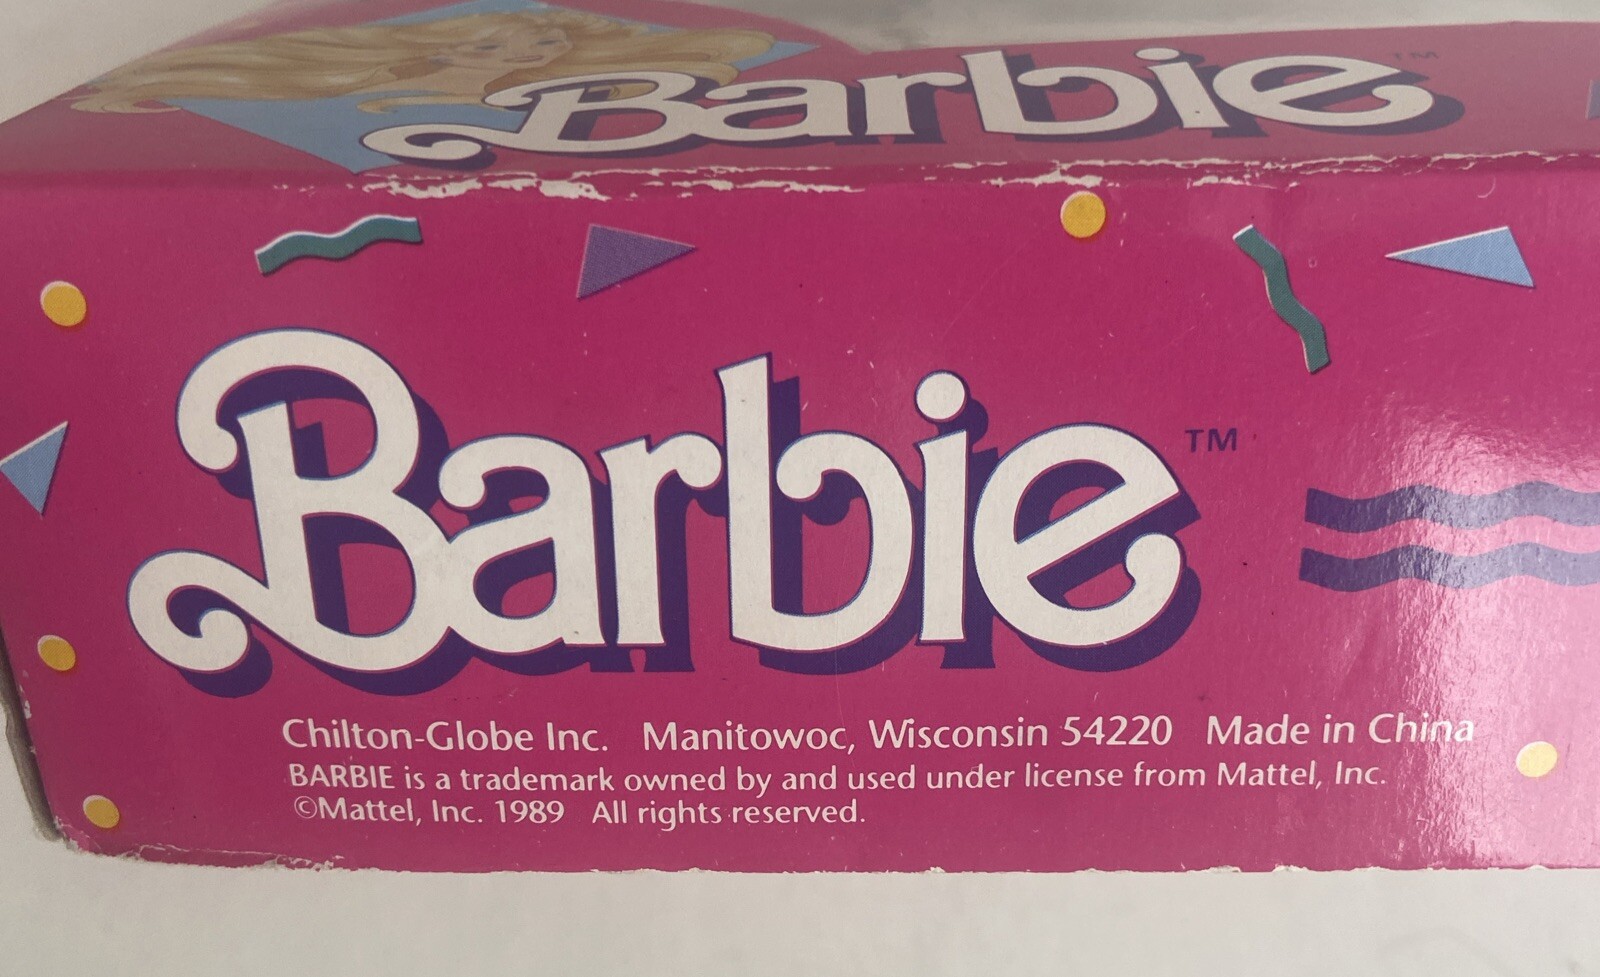 Barbie™
Barbie™
Chilton-Globe Inc. Manitowoc, Wisconsin 54220 Made in China
BARBIE is a trademark owned by and used under license from Mattel, Inc.
©Mattel, Inc. 1989 All rights reserved.